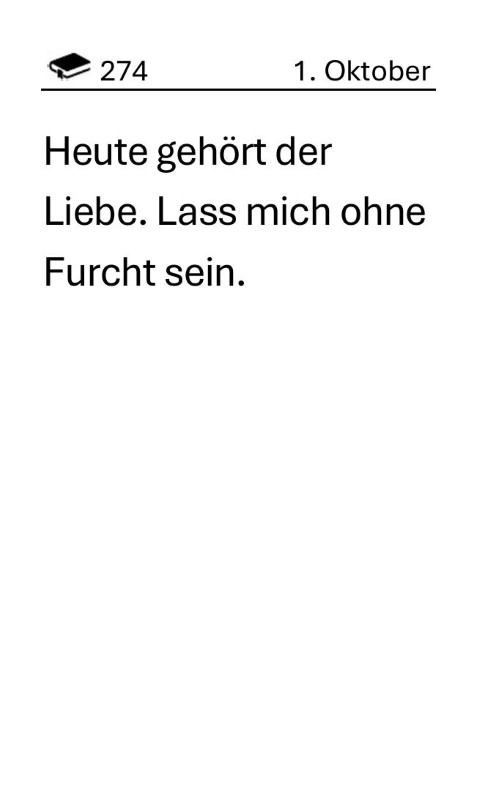 274 1. Oktober
Heute gehört der
Liebe. Lass mich ohne
Furcht sein.